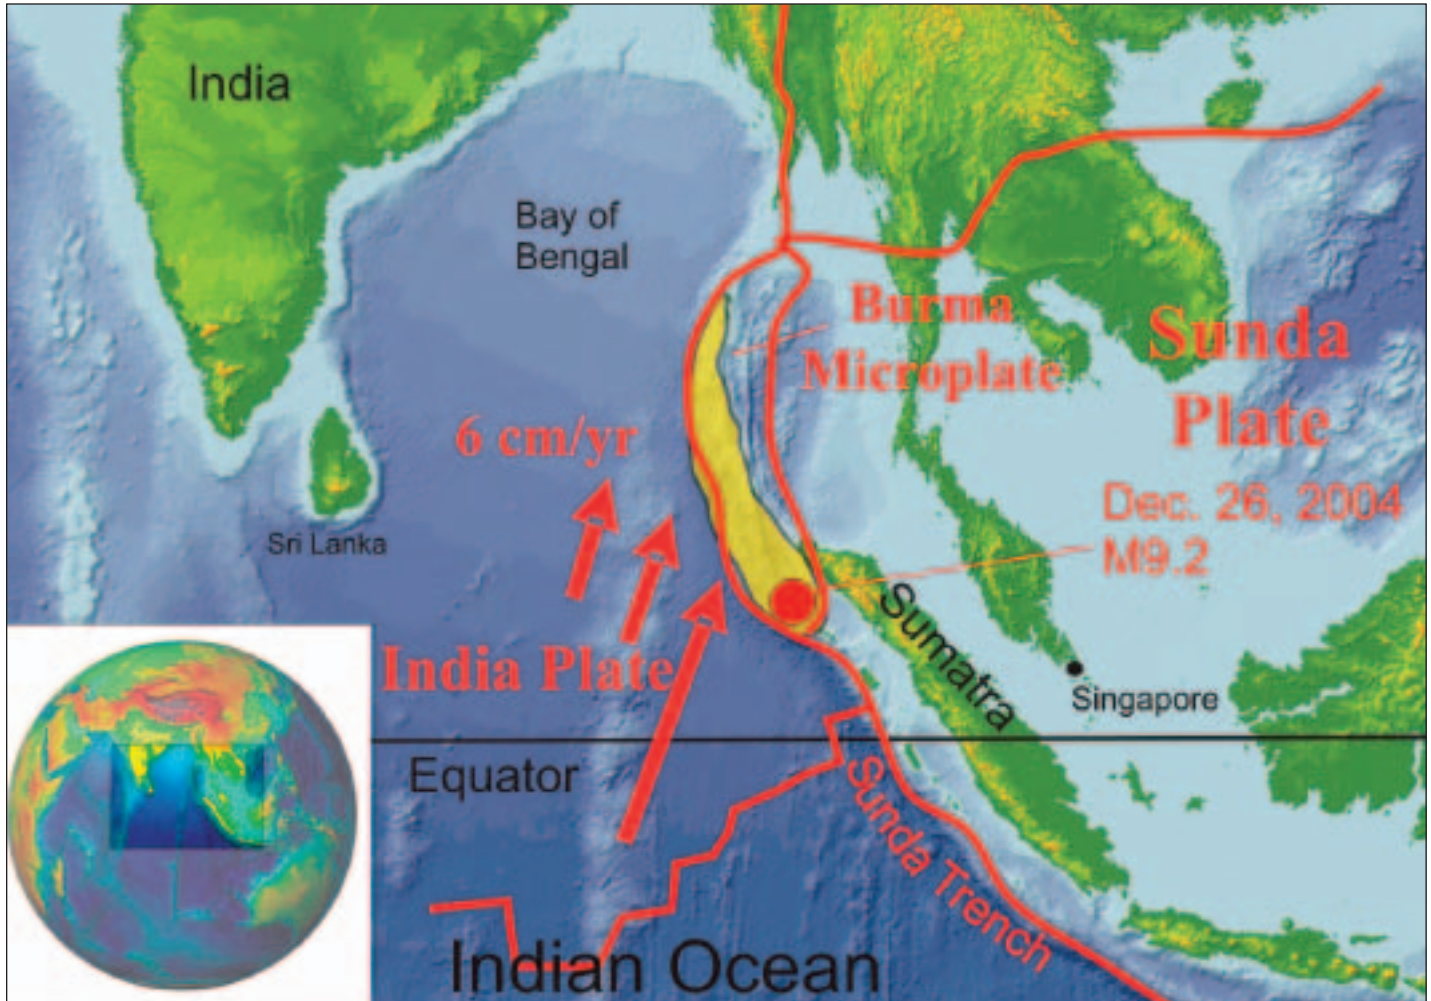 India
Bay of
Bengal
Burma
Microplate
Sunda
Plate
6 cm/yr
Dec. 26, 2004
M9.2
Sri Lanka
Sumatra
India Plate
Singapore
Equator
Sunda Trench
Indian Ocean